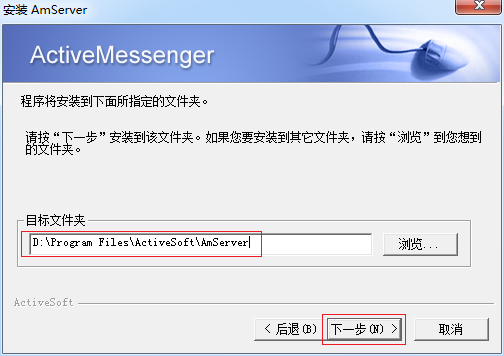 安装 AmServer
ActiveMessenger
程序将安装到下面所指定的文件夹。
请按“下一步”安装到该文件夹。如果您要安装到其它文件夹，请按“浏览”到您想到
的文件夹。
目标文件夹
D:\Program Files\ActiveSoft\AmServer
浏览...
ActiveSoft
< 后退(B)
下一步(N) >
取消